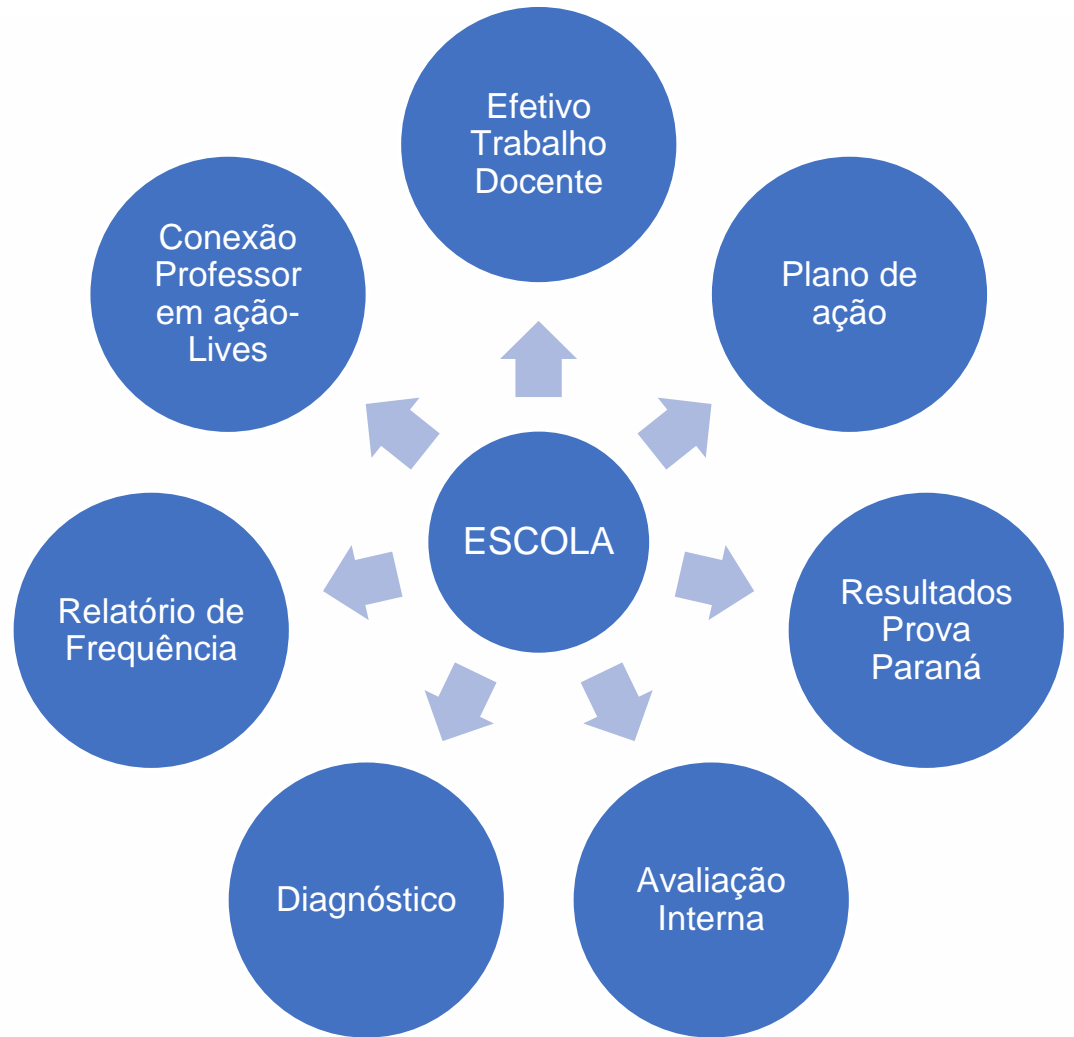 Efetivo
Trabalho
Docente
Conexão
Professor
em ação-
Lives
Plano de
ação
ESCOLA
Relatório de
Frequência
Resultados
Prova
Paraná
Diagnóstico
Avaliação
Interna